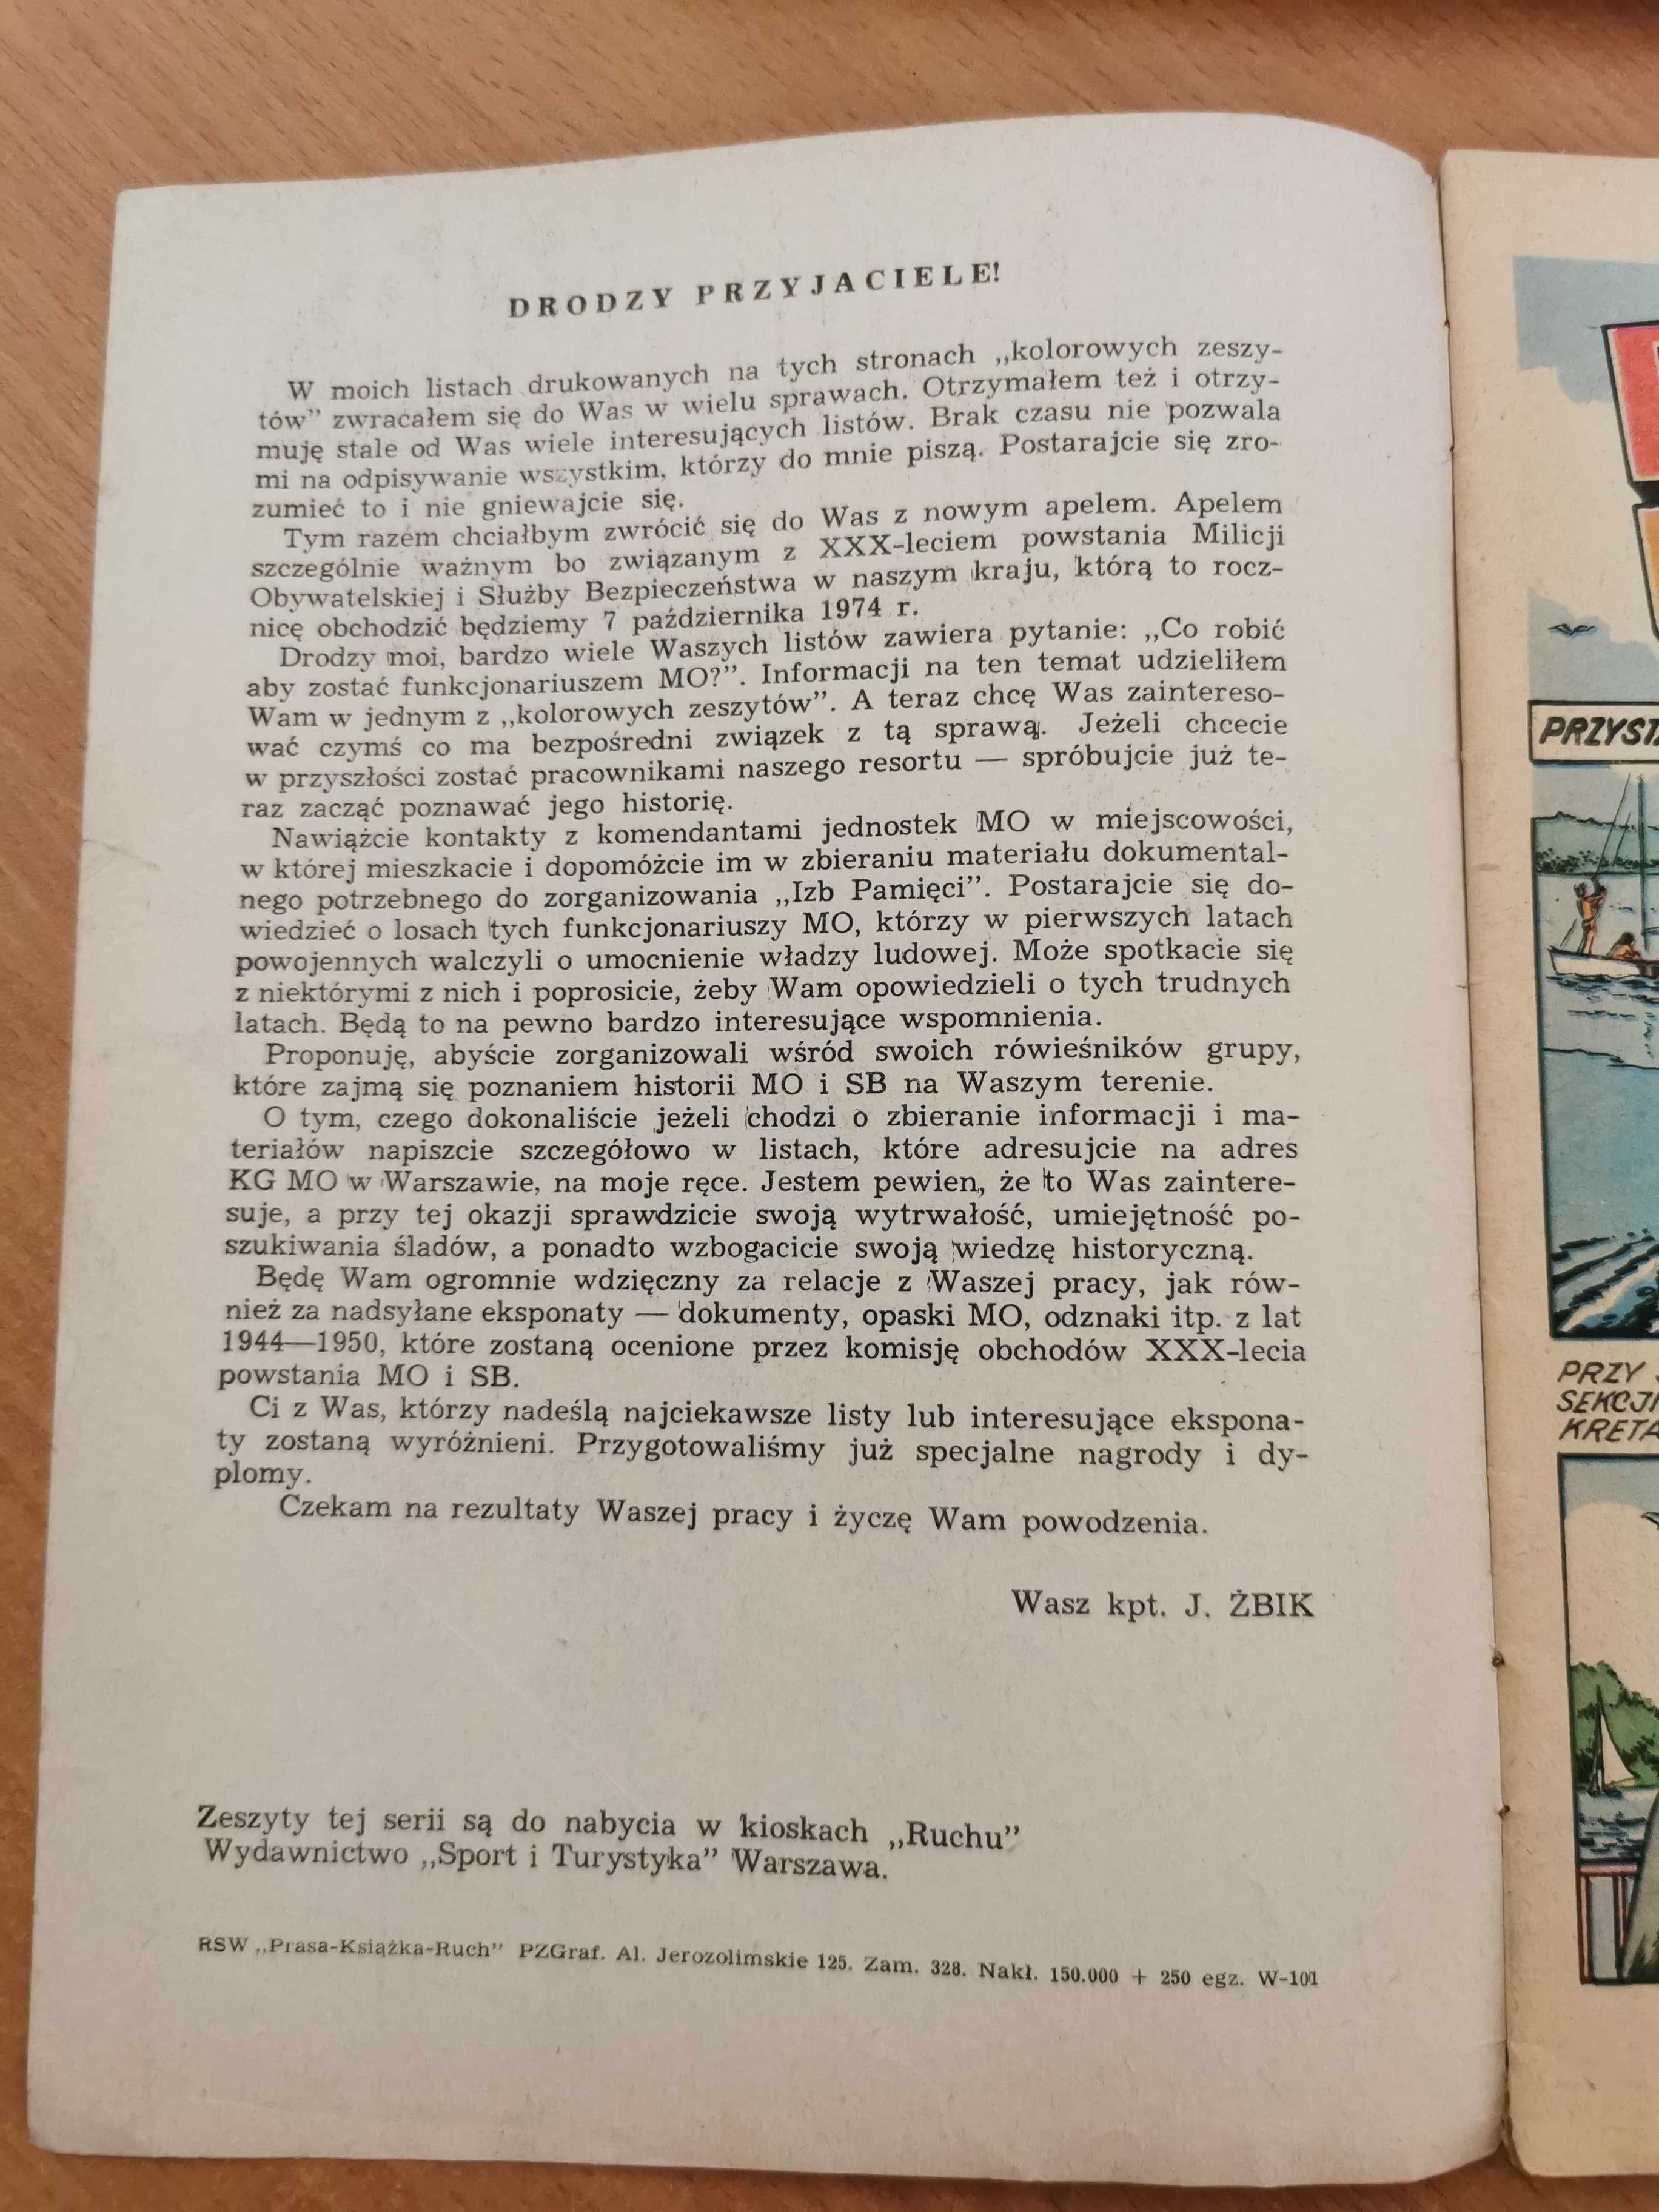 DRODZY PRZYJACIELE!
W moich listach drukowanych na tych stronach „kolorowych zeszy-
tów” zwracałem się do Was w wielu sprawach. Otrzymałem też i otrzy-
muję stale od Was wiele interesujących listów. Brak czasu nie pozwala
mi na odpisywanie wszystkim, którzy do mnie piszą. Postarajcie się zro-
zumieć to i nie gniewajcie się.
Tym razem chciałbym zwrócić się do Was z nowym apelem. Apelem
szczególnie ważnym bo związanym z XXX-leciem powstania Milicji
Obywatelskiej i Służby Bezpieczeństwa w naszym kraju, którą to rocz-
nicę obchodzić będziemy 7 października 1974 r.
Drodzy moi, bardzo wiele Waszych listów zawiera pytanie: „Co robić
aby zostać funkcjonariuszem MO?”. Informacji na ten temat udzieliłem
Wam w jednym z „kolorowych zeszytów”. A teraz chcę Was zaintereso-
wać czymś co ma bezpośredni związek z tą sprawą. Jeżeli chcecie
w przyszłości zostać pracownikami naszego resortu — spróbujcie już te-
raz zacząć poznawać jego historię.
Nawiążcie kontakty z komendantami jednostek MO w miejscowości,
w której mieszkacie i dopomóżcie im w zbieraniu materiału dokumental-
nego potrzebnego do zorganizowania „Izb Pamięci”. Postarajcie się do-
wiedzieć o losach tych funkcjonariuszy MO, którzy w pierwszych latach
powojennych walczyli o umocnienie władzy ludowej. Może spotkacie się
z niektórymi z nich i poprosicie, żeby Wam opowiedzieli o tych trudnych
latach. Będą to na pewno bardzo interesujące wspomnienia.
Proponuję, abyście zorganizowali wśród swoich rówieśników grupy,
które zajmą się poznaniem historii MO i SB na Waszym terenie.
O tym, czego dokonaliście jeżeli chodzi o zbieranie informacji i ma-
teriałów napiszcie szczegółowo w listach, które adresujcie na adres
KG MO w Warszawie, na moje ręce. Jestem pewien, że to Was zaintere-
suje, a przy tej okazji sprawdzicie swoją wytrwałość, umiejętność po-
szukiwania śladów, a ponadto wzbogacicie swoją wiedzę historyczną.
Będę Wam ogromnie wdzięczny za relacje z Waszej pracy, jak rów-
nież za nadsyłane eksponaty — dokumenty, opaski MO, odznaki itp. z lat
1944—1950, które zostaną ocenione przez komisję obchodów XXX-lecia
powstania MO i SB.
Ci z Was, którzy nadeślą najciekawsze listy lub interesujące ekspona-
ty zostaną wyróżnieni. Przygotowaliśmy już specjalne nagrody i dy-
plomy.
Czekam na rezultaty Waszej pracy i życzę Wam powodzenia.
Wasz kpt. J. ŻBIK
Zeszyty tej serii są do nabycia w kioskach „Ruchu”
Wydawnictwo „Sport i Turystyka” Warszawa.
RSW „Prasa-Książka-Ruch” PZGraf. Al. Jerozolimskie 125. Zam. 328. Nakł. 150.000 + 250 egz. W-101
PRZY